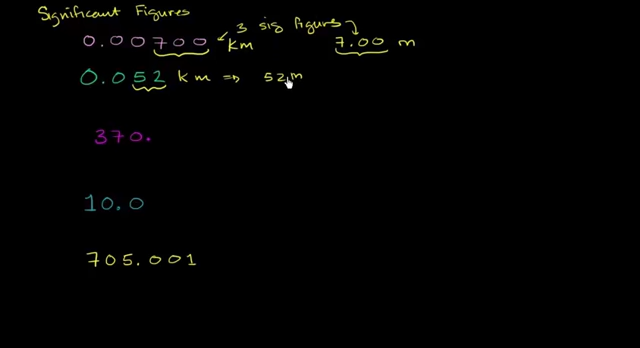 Significant Figures
3 sig figures
0.00700 km 7.00 m
0.052 km ⇒ 52 m
370.
10.0
705.001